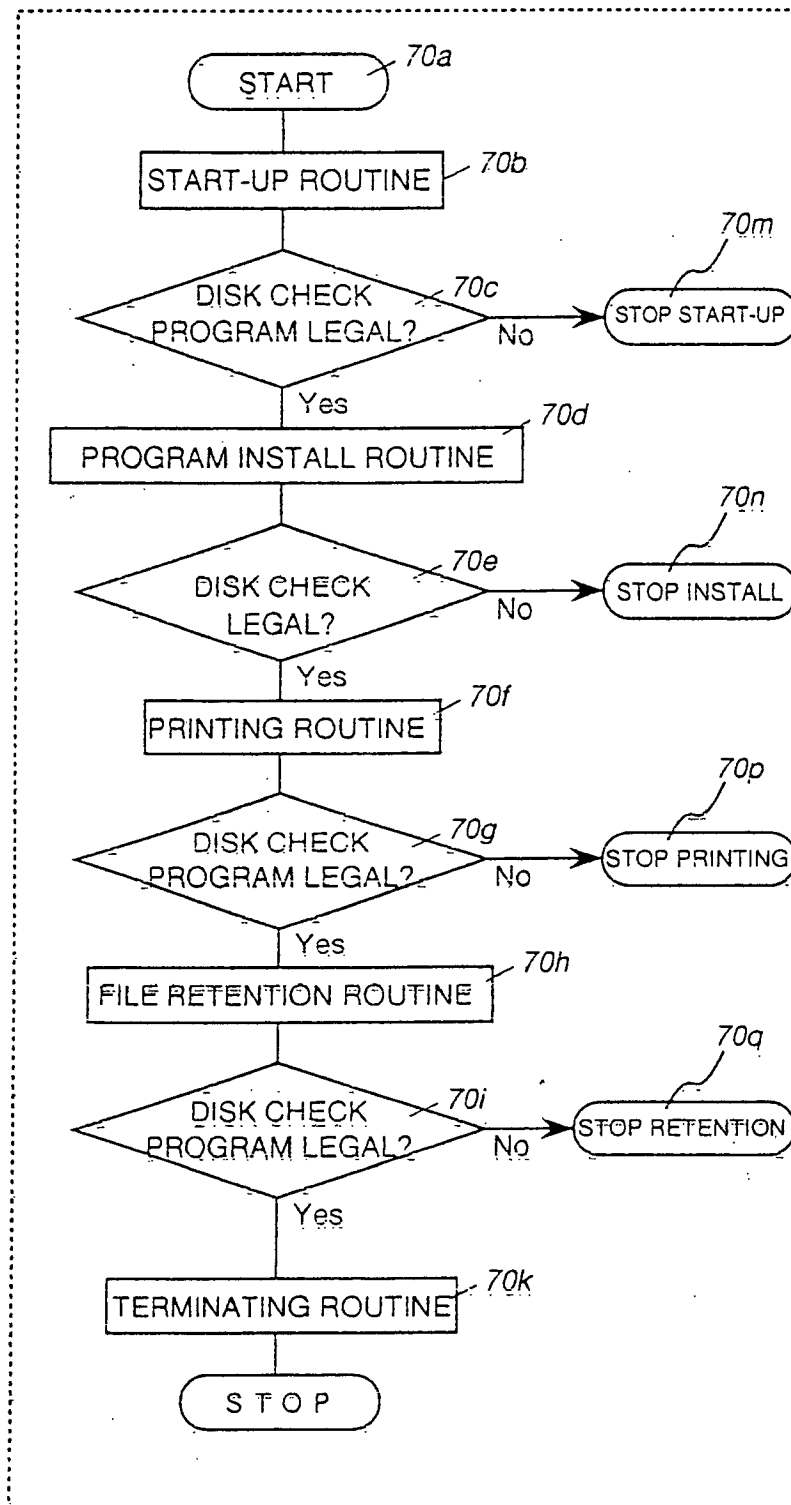 70a
START
70b
START-UP ROUTINE
70m
70c
DISK CHECK
PROGRAM LEGAL?
STOP START-UP
No
Yes
70d
PROGRAM INSTALL ROUTINE
70n
70e
DISK CHECK
LEGAL?
STOP INSTALL
No
Yes
70f
PRINTING ROUTINE
70p
70g
DISK CHECK
PROGRAM LEGAL?
STOP PRINTING
No
Yes
70h
FILE RETENTION ROUTINE
70q
70i
DISK CHECK
PROGRAM LEGAL?
STOP RETENTION
No
Yes
70k
TERMINATING ROUTINE
STOP